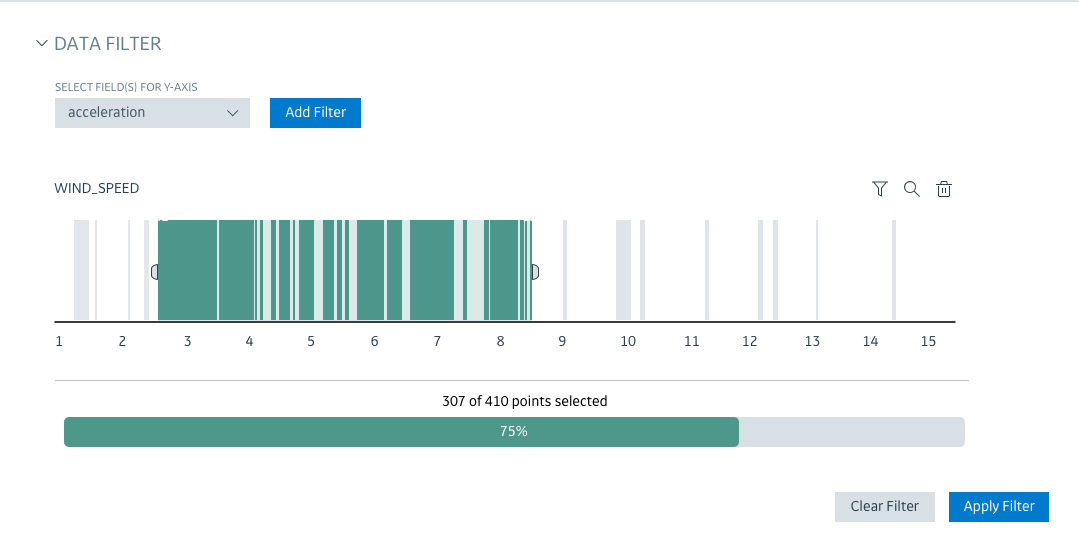 DATA FILTER
SELECT FIELD(S) FOR Y-AXIS
acceleration
Add Filter
WIND_SPEED
1 2 3 4 5 6 7 8 9 10 11 12 13 14 15
307 of 410 points selected
75%
Clear Filter
Apply Filter